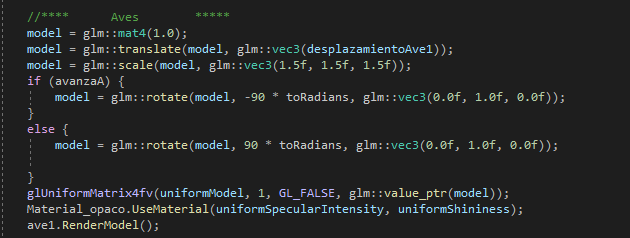 //**** Aves *****
model = glm::mat4(1.0);
model = glm::translate(model, glm::vec3(desplazamientoAve1));
model = glm::scale(model, glm::vec3(1.5f, 1.5f, 1.5f));
if (avanzaA) {
model = glm::rotate(model, -90 * toRadians, glm::vec3(0.0f, 1.0f, 0.0f));
}
else {
model = glm::rotate(model, 90 * toRadians, glm::vec3(0.0f, 1.0f, 0.0f));
}
glUniformMatrix4fv(uniformModel, 1, GL_FALSE, glm::value_ptr(model));
Material_opaco.UseMaterial(uniformSpecularIntensity, uniformShininess);
ave1.RenderModel();